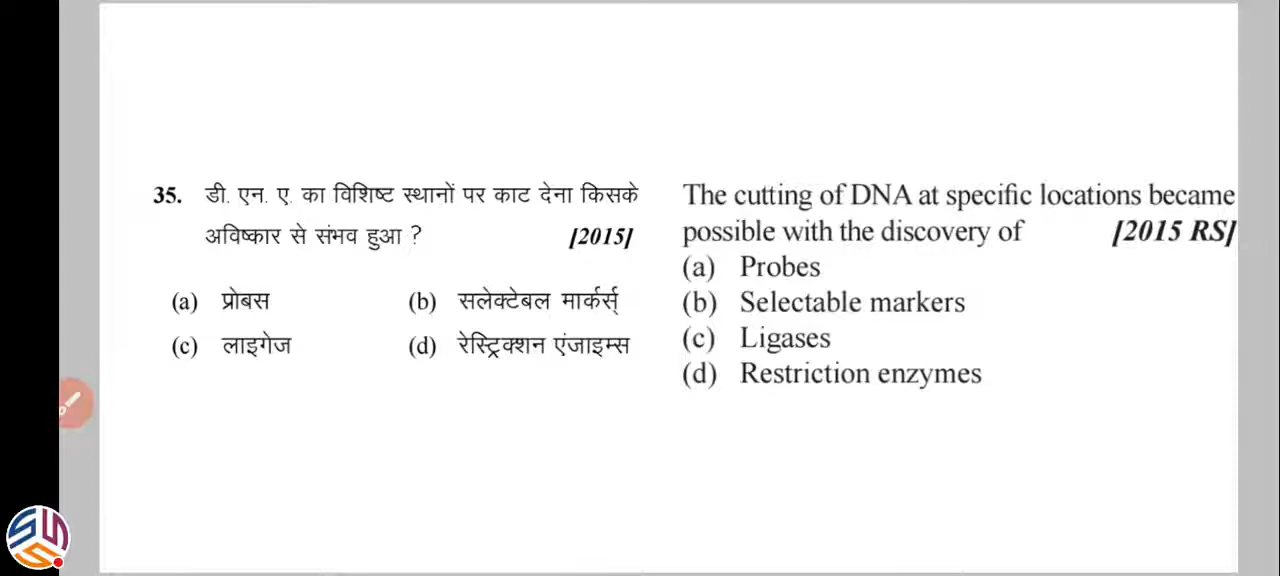 35. डी. एन. ए. का विशिष्ट स्थानों पर काट देना किसके
अविष्कार से संभव हुआ ? [2015]
(a) प्रोबस (b) सलेक्टेबल मार्कर्स्
(c) लाइगेज (d) रेस्ट्रिक्शन एंजाइम्स
The cutting of DNA at specific locations became
possible with the discovery of [2015 RS]
(a) Probes
(b) Selectable markers
(c) Ligases
(d) Restriction enzymes